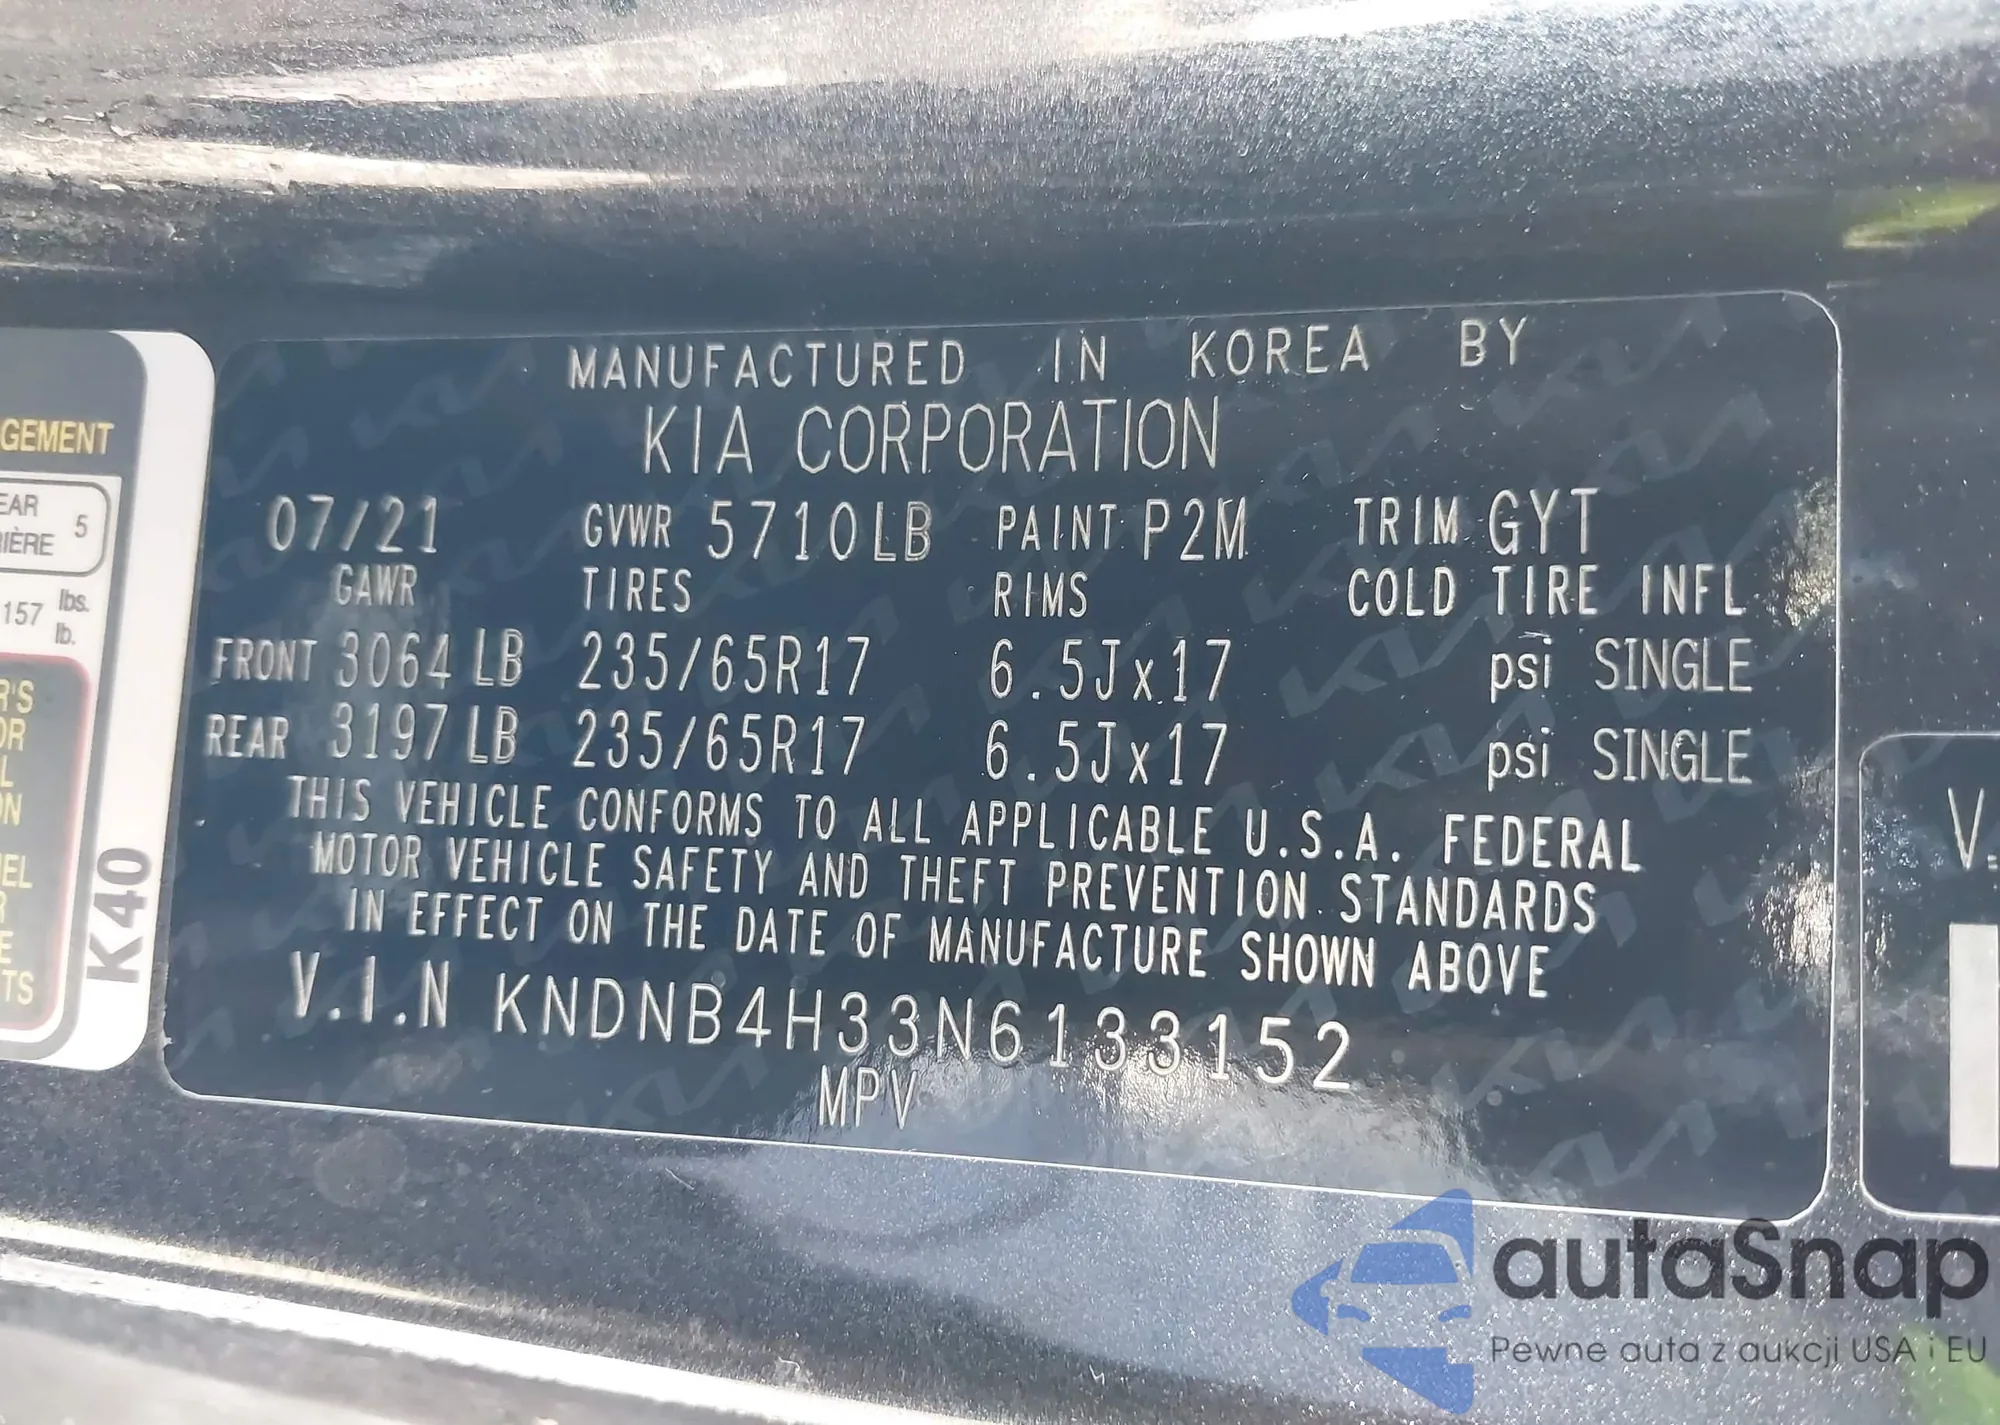 MANUFACTURED IN KOREA BY
KIA CORPORATION
07/21 GVWR 5710LB PAINT P2M TRIM GYT
GAWR TIRES RIMS COLD TIRE INFL
FRONT 3064 LB 235/65R17 6.5Jx17 psi SINGLE
REAR 3197 LB 235/65R17 6.5Jx17 psi SINGLE
THIS VEHICLE CONFORMS TO ALL APPLICABLE U.S.A. FEDERAL
MOTOR VEHICLE SAFETY AND THEFT PREVENTION STANDARDS
IN EFFECT ON THE DATE OF MANUFACTURE SHOWN ABOVE
V.I.N KNDNB4H33N6133152
MPV
GEMENT
EAR 5
IÈRE
157 lbs.
lb.
R'S
OR
L
ON
EL
R
E
TS
K40
V.
autaSnap
Pewne auta z aukcji USA i EU